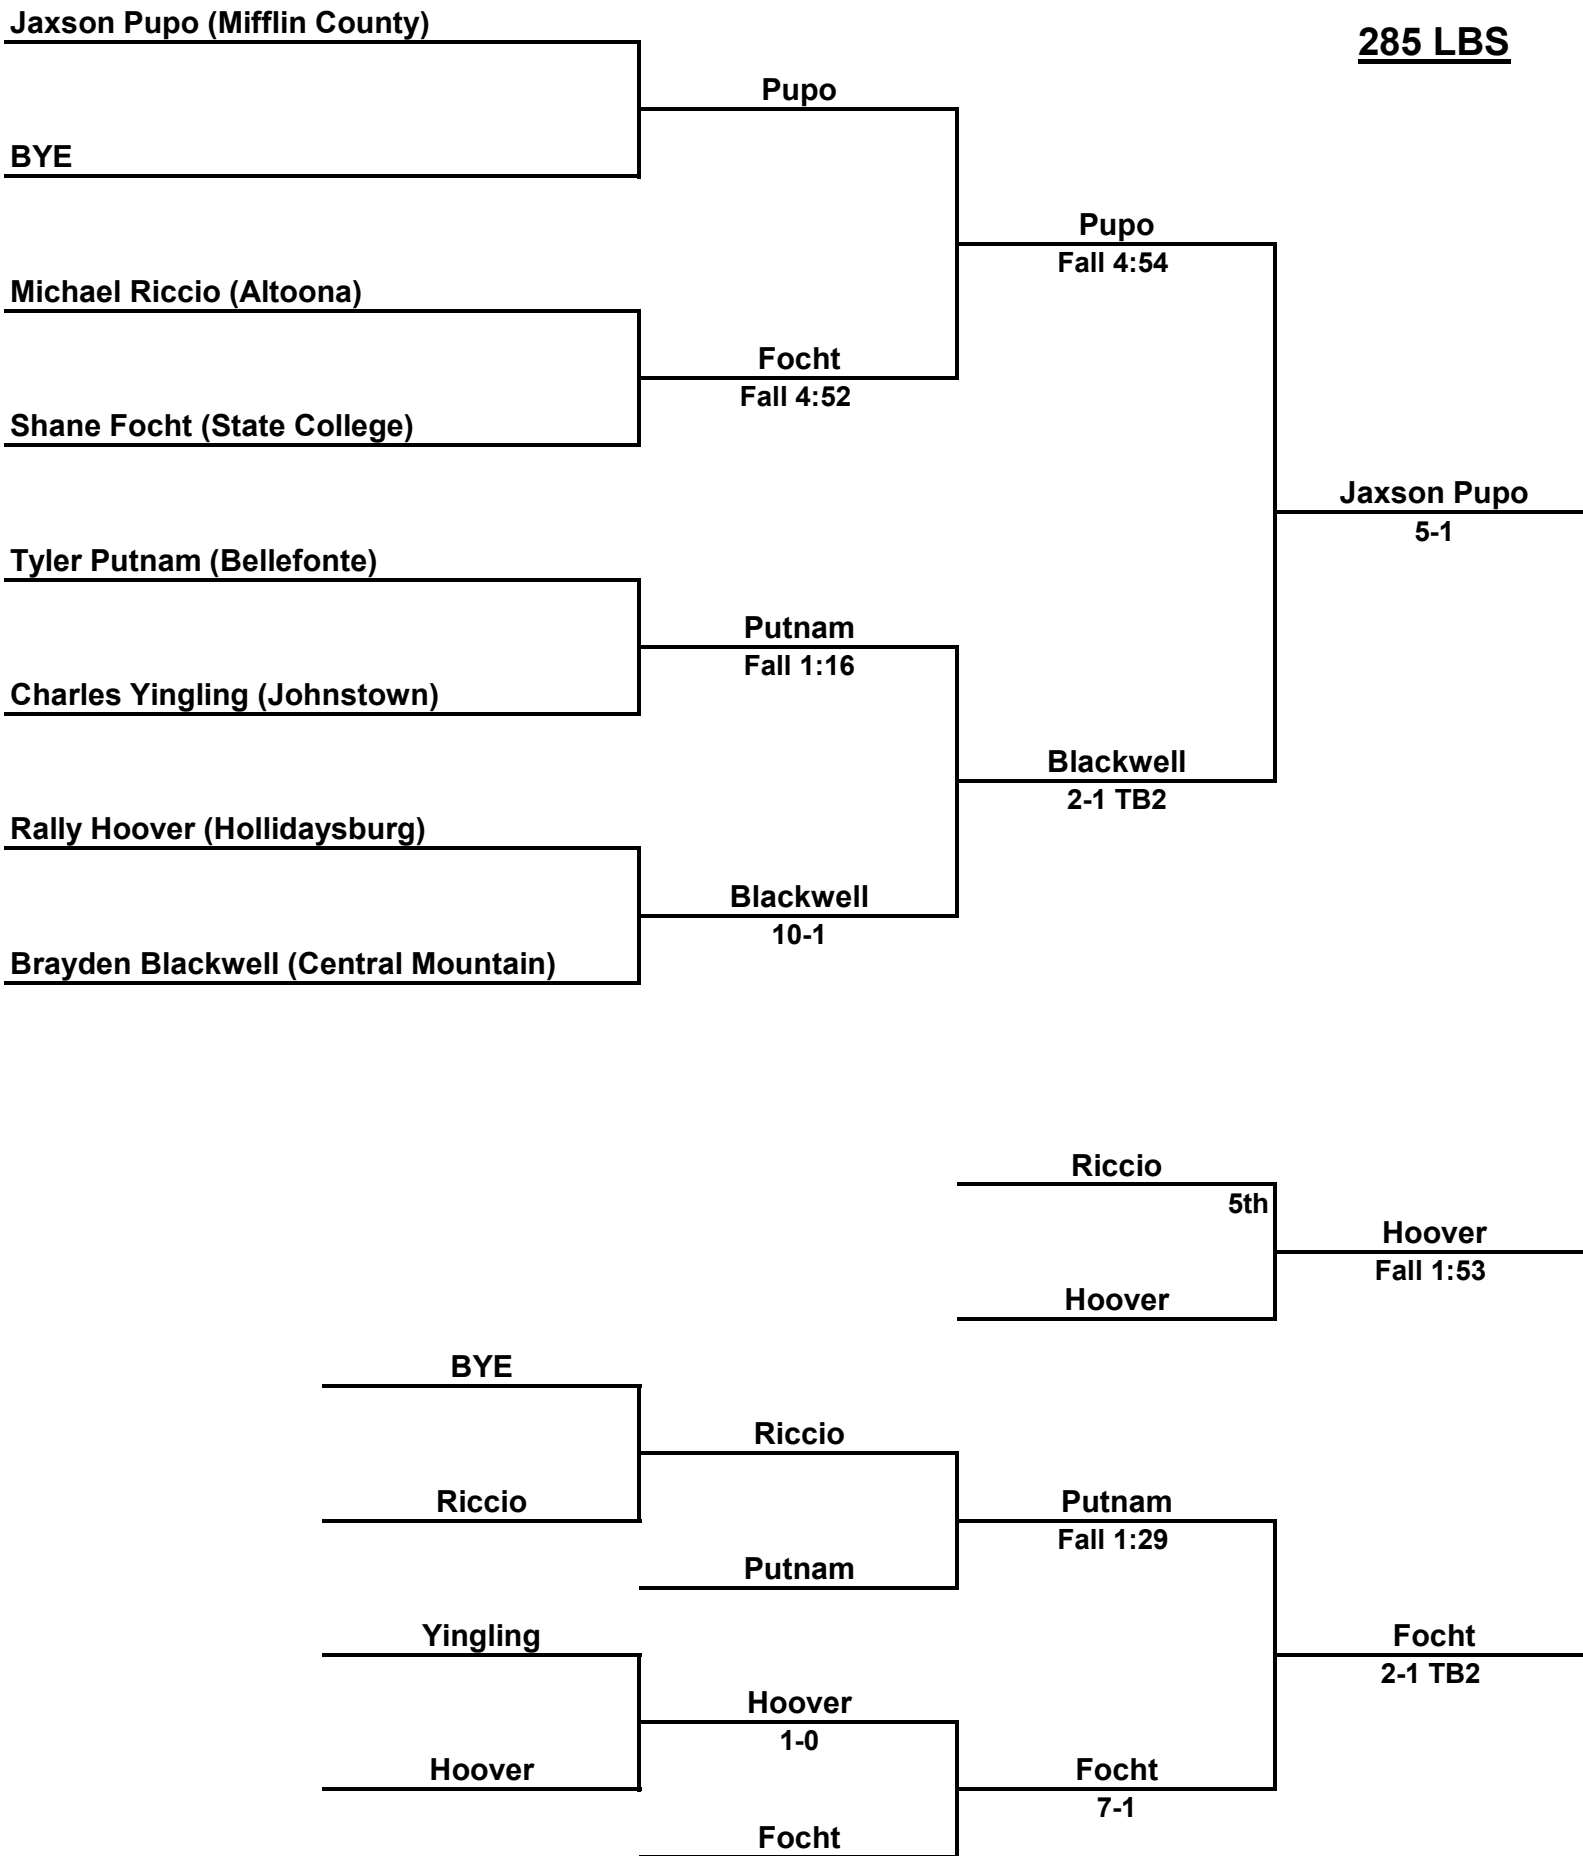 Jaxson Pupo (Mifflin County)
285 LBS
Pupo
BYE
Pupo
Fall 4:54
Michael Riccio (Altoona)
Focht
Fall 4:52
Shane Focht (State College)
Jaxson Pupo
5-1
Tyler Putnam (Bellefonte)
Putnam
Fall 1:16
Charles Yingling (Johnstown)
Blackwell
2-1 TB2
Rally Hoover (Hollidaysburg)
Blackwell
10-1
Brayden Blackwell (Central Mountain)
Riccio
5th
Hoover
Fall 1:53
Hoover
BYE
Riccio
Riccio
Putnam
Fall 1:29
Putnam
Yingling
Focht
2-1 TB2
Hoover
1-0
Hoover
Focht
7-1
Focht